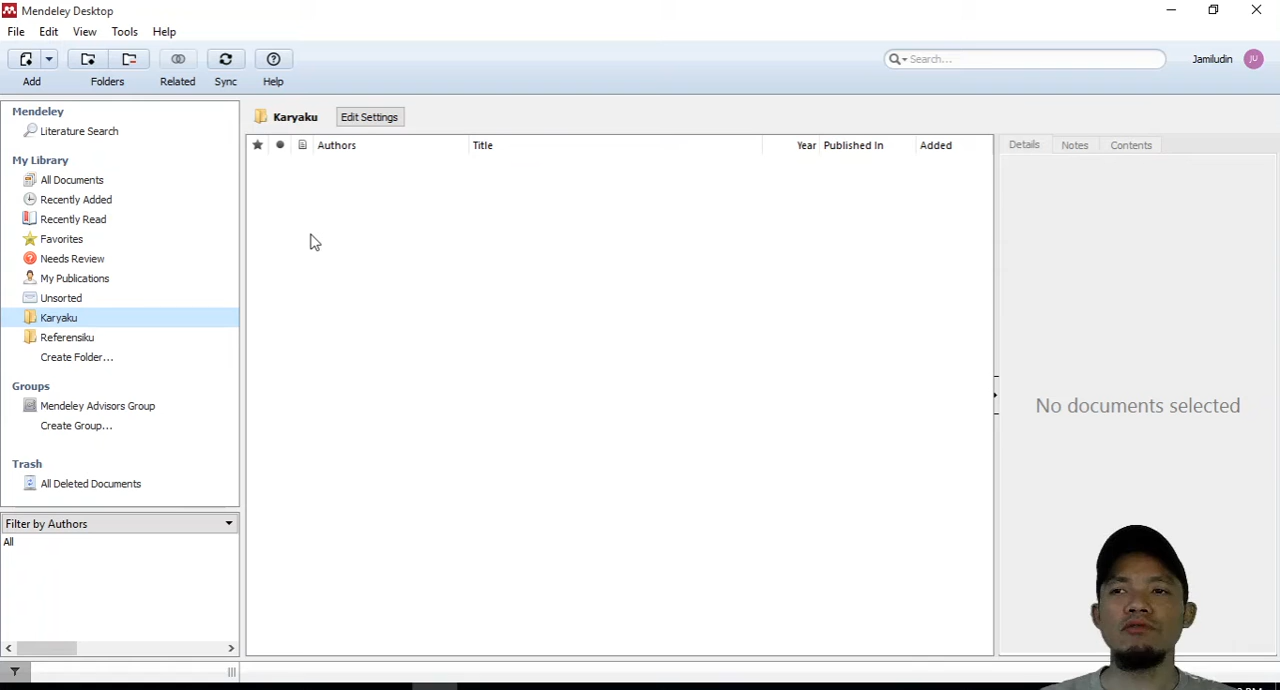 Mendeley Desktop
File Edit View Tools Help
Search...
Jamiludin JU
Add Folders Related Sync Help
Mendeley
Literature Search
My Library
All Documents
Recently Added
Recently Read
Favorites
Needs Review
My Publications
Unsorted
Karyaku
Referensiku
Create Folder...
Groups
Mendeley Advisors Group
Create Group...
Trash
All Deleted Documents
Filter by Authors
All
Karyaku Edit Settings
Authors Title Year Published In Added
Details Notes Contents
No documents selected